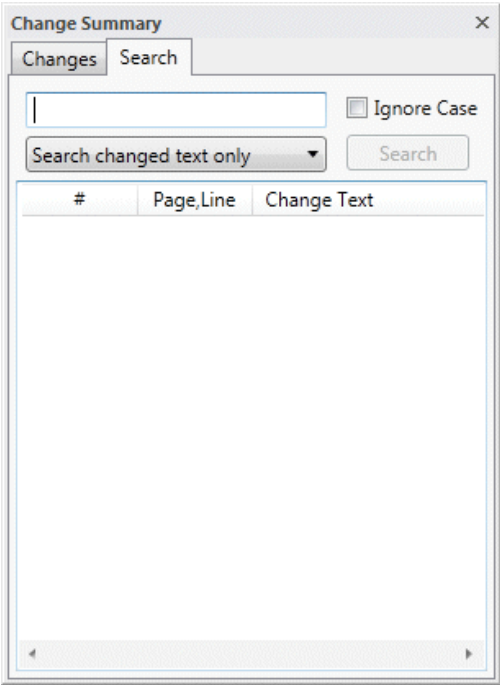 Change Summary
Changes Search
Ignore Case
Search changed text only Search
# Page,Line Change Text